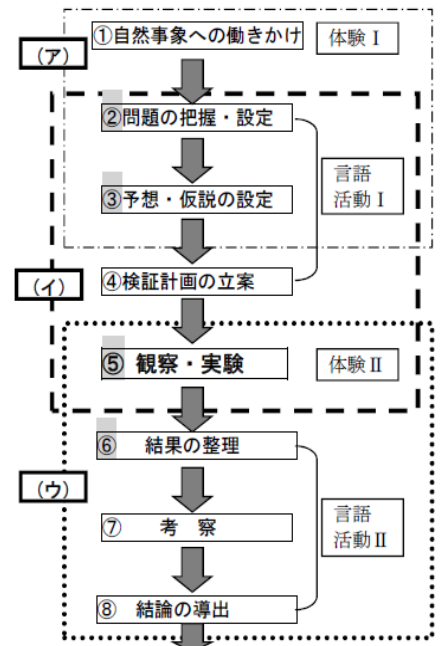 ①自然事象への働きかけ
体験Ⅰ
(ア)
②問題の把握・設定
言語
活動Ⅰ
③予想・仮説の設定
④検証計画の立案
(イ)
⑤ 観察・実験
体験Ⅱ
⑥ 結果の整理
(ウ)
⑦ 考 察
言語
活動Ⅱ
⑧ 結論の導出